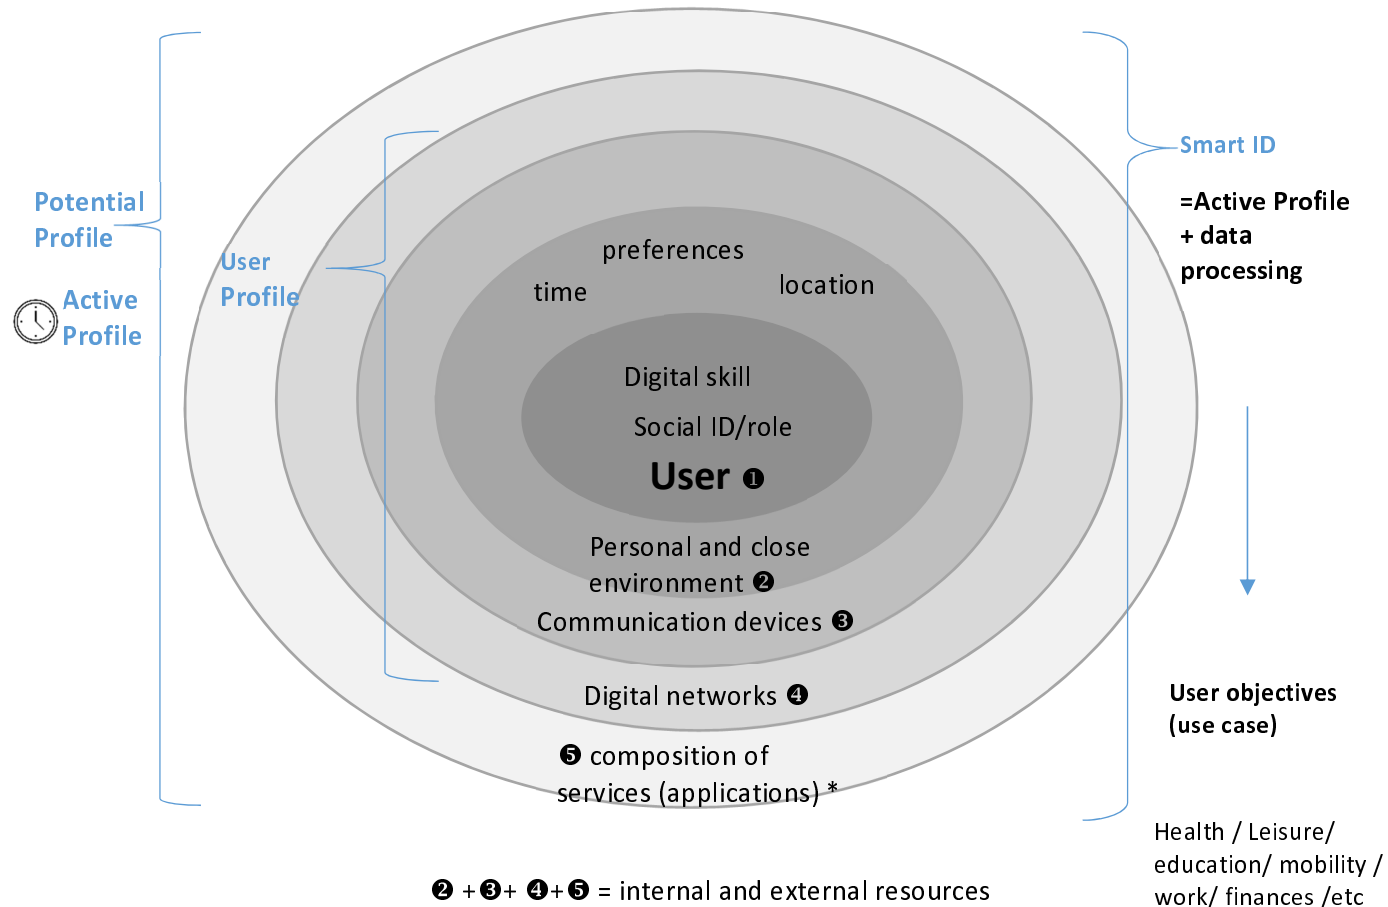 Potential
Profile
Active
Profile
User
Profile
preferences
time
location
Digital skill
Social ID/role
User ❶
Personal and close
environment ❷
Communication devices ❸
Digital networks ❹
❺ composition of
services (applications) *
❷ +❸+ ❹+❺ = internal and external resources
Smart ID
=Active Profile
+ data
processing
User objectives
(use case)
Health / Leisure/
education/ mobility /
work/ finances /etc